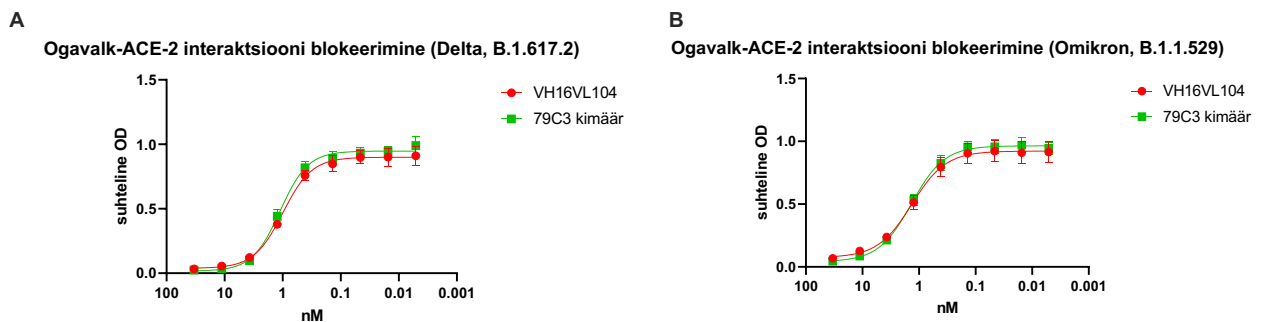 A
Ogavalk-ACE-2 interaktsiooni blokeerimine (Delta, B.1.617.2)
1.5
1.0
0.5
0.0
suhteline OD
100
10
1
0.1
0.01
0.001
nM
VH16VL104
79C3 kimäär
B
Ogavalk-ACE-2 interaktsiooni blokeerimine (Omikron, B.1.1.529)
1.5
1.0
0.5
0.0
suhteline OD
100
10
1
0.1
0.01
0.001
nM
VH16VL104
79C3 kimäär